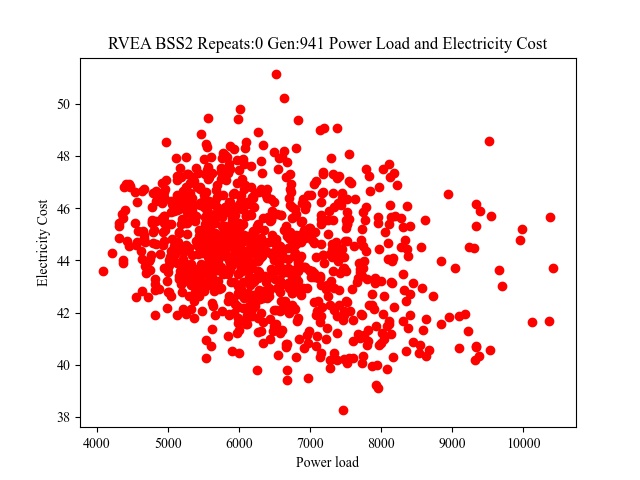 RVEA BSS2 Repeats:0 Gen:941 Power Load and Electricity Cost
50
48
46
44
42
40
38
Electricity Cost
4000 5000 6000 7000 8000 9000 10000
Power load